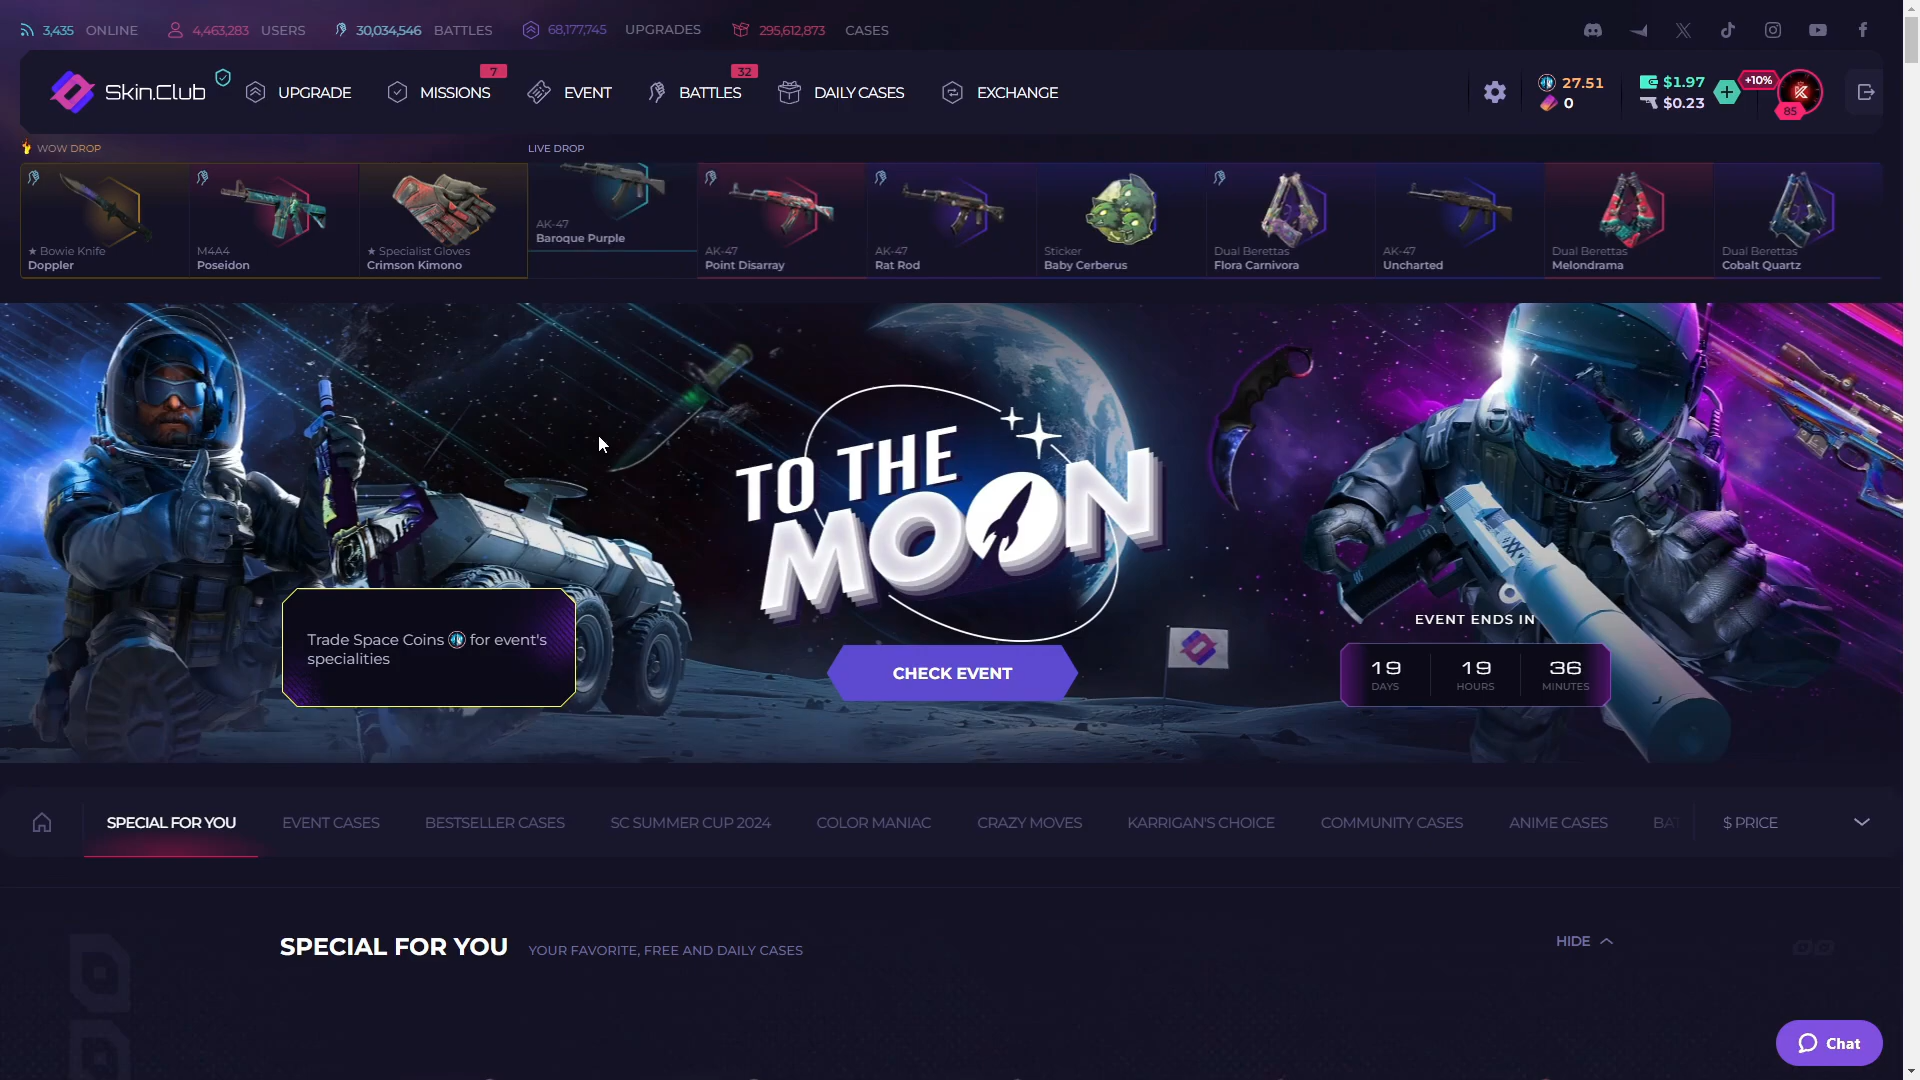 3,435 ONLINE 4,463,283 USERS 30,034,546 BATTLES 68,177,745 UPGRADES 295,612,873 CASES
Skin.Club UPGRADE 7 MISSIONS EVENT 32 BATTLES DAILY CASES EXCHANGE
27.51 $1.97 +10%
0 $0.23 85
WOW DROP LIVE DROP
★ Bowie Knife
Doppler
M4A4
Poseidon
★ Specialist Gloves
Crimson Kimono
AK-47
Baroque Purple
AK-47
Point Disarray
AK-47
Rat Rod
Sticker
Baby Cerberus
Dual Berettas
Flora Carnivora
AK-47
Uncharted
Dual Berettas
Melondrama
Dual Berettas
Cobalt Quartz
TO THE
MOON
Trade Space Coins for event's
specialities
CHECK EVENT
EVENT ENDS IN
19 19 36
DAYS HOURS MINUTES
SPECIAL FOR YOU EVENT CASES BESTSELLER CASES SC SUMMER CUP 2024 COLOR MANIAC CRAZY MOVES KARRIGAN'S CHOICE COMMUNITY CASES ANIME CASES BAT $ PRICE
SPECIAL FOR YOU YOUR FAVORITE, FREE AND DAILY CASES HIDE
Chat